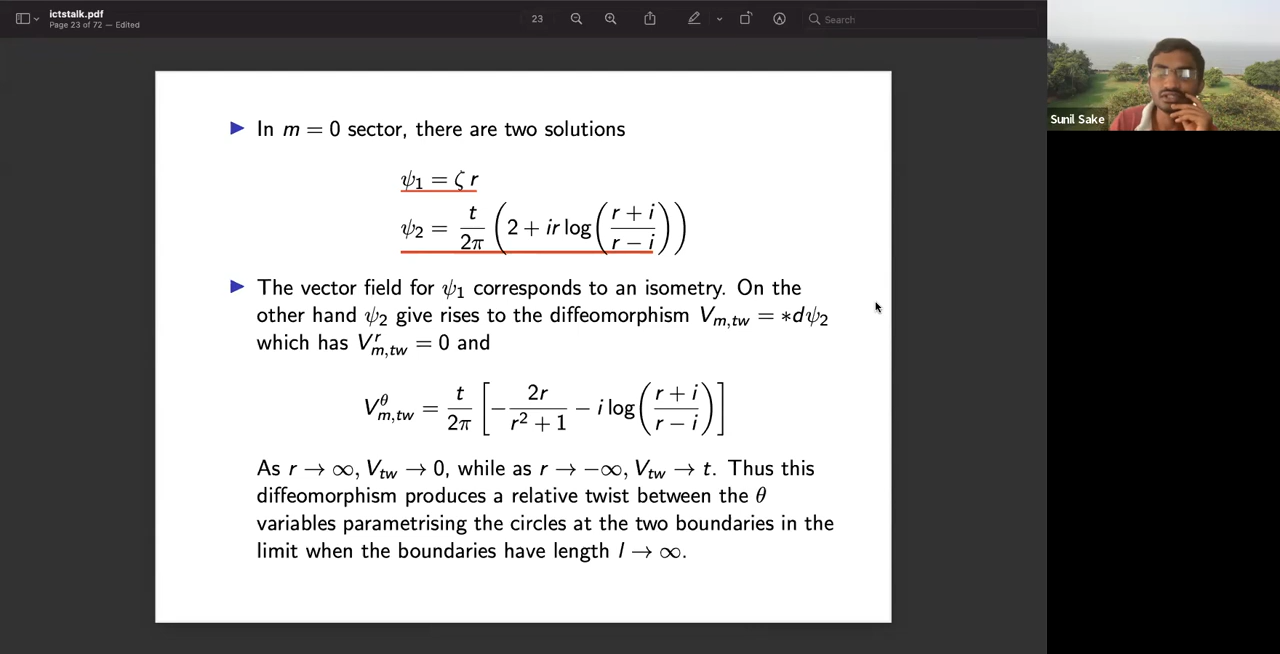 ictstalk.pdf
Page 23 of 72 — Edited
23
Search
Sunil Sake
▶ In m = 0 sector, there are two solutions
ψ₁ = ζ r
ψ₂ = t/2π (2 + ir log((r + i)/(r − i)))
▶ The vector field for ψ₁ corresponds to an isometry. On the
other hand ψ₂ give rises to the diffeomorphism V_{m,tw} = ∗dψ₂
which has V^r_{m,tw} = 0 and
V^θ_{m,tw} = t/2π [−2r/(r² + 1) − i log((r + i)/(r − i))]
As r → ∞, V_{tw} → 0, while as r → −∞, V_{tw} → t. Thus this
diffeomorphism produces a relative twist between the θ
variables parametrising the circles at the two boundaries in the
limit when the boundaries have length l → ∞.